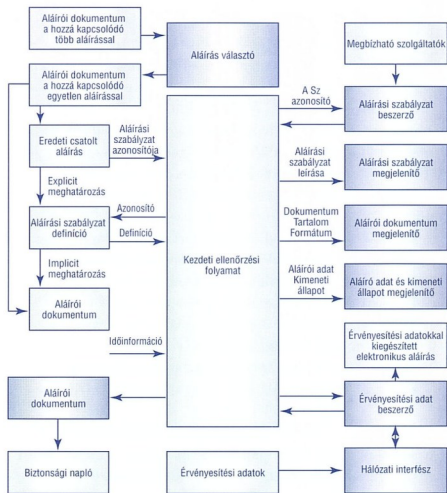 Aláírói dokumentum
a hozzá kapcsolódó
több aláírással
Aláírás választó
Megbízható szolgáltatók
Aláírói dokumentum
a hozzá kapcsolódó
egyetlen aláírással
A Sz
azonosító
Aláírási szabályzat
beszerző
Eredeti csatolt
aláírás
Aláírási
szabályzat
azonosítója
Aláírási
szabályzat
leírása
Aláírási szabályzat
megjelenítő
Explicit
meghatározás
Aláírási szabályzat
definíció
Azonosító
Definíció
Kezdeti ellenőrzési
folyamat
Dokumentum
Tartalom
Formátum
Aláírói dokumentum
megjelenítő
Implicit
meghatározás
Aláírói
dokumentum
Aláírói adat
Kimeneti
állapot
Aláíró adat és kimeneti
állapot megjelenítő
Időinformáció
Érvényesítési adatokkal
kiegészített
elektronikus aláírás
Aláírói
dokumentum
Érvényesítési adat
beszerző
Biztonsági napló
Érvényesítési adatok
Hálózati interfész